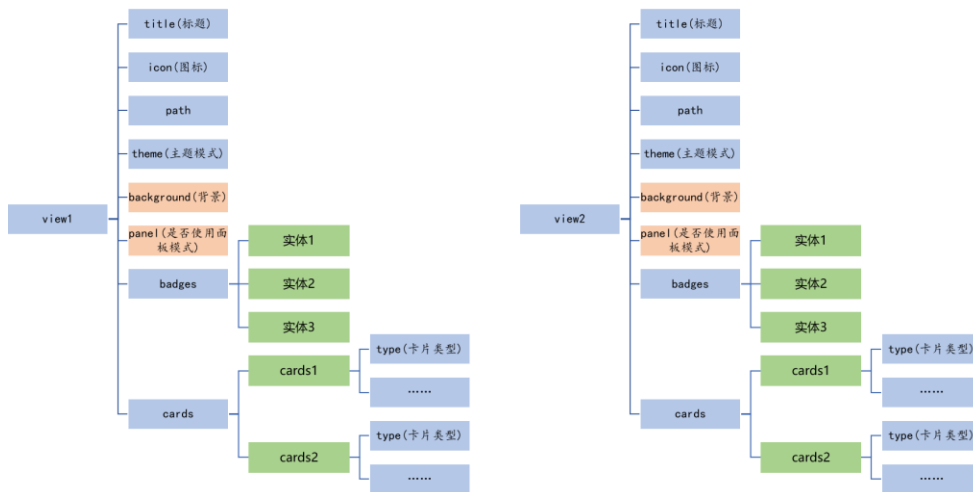 view1
title(标题)
icon(图标)
path
theme(主题模式)
background(背景)
panel(是否使用面
板模式)
badges
实体1
实体2
实体3
cards
cards1
type(卡片类型)
……
cards2
type(卡片类型)
……
view2
title(标题)
icon(图标)
path
theme(主题模式)
background(背景)
panel(是否使用面
板模式)
badges
实体1
实体2
实体3
cards
cards1
type(卡片类型)
……
cards2
type(卡片类型)
……